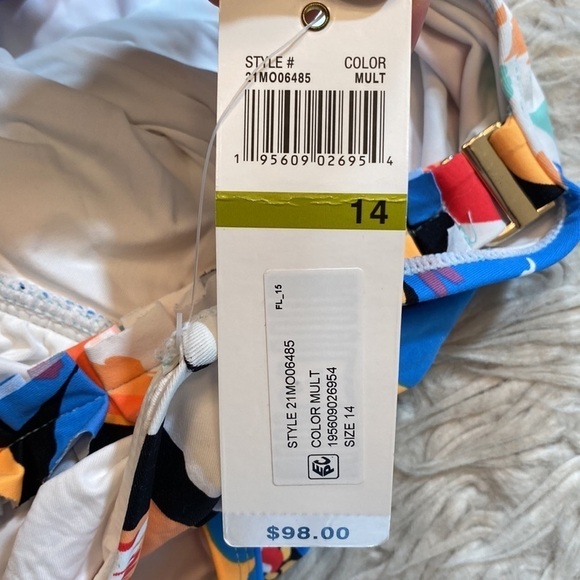 STYLE # COLOR
21MO06485 MULT
1 95609 02695 4
14
FL_15
STYLE 21MO06485
COLOR MULT
195609026954
SIZE 14
$98.00